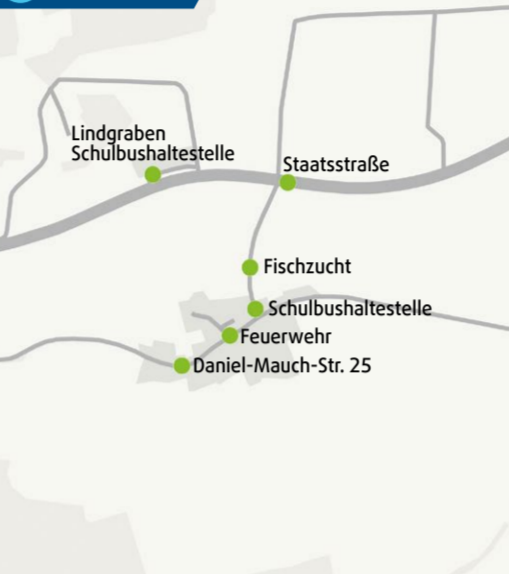 Lindgraben
Schulbushaltestelle
Staatsstraße
Fischzucht
Schulbushaltestelle
Feuerwehr
Daniel-Mauch-Str. 25